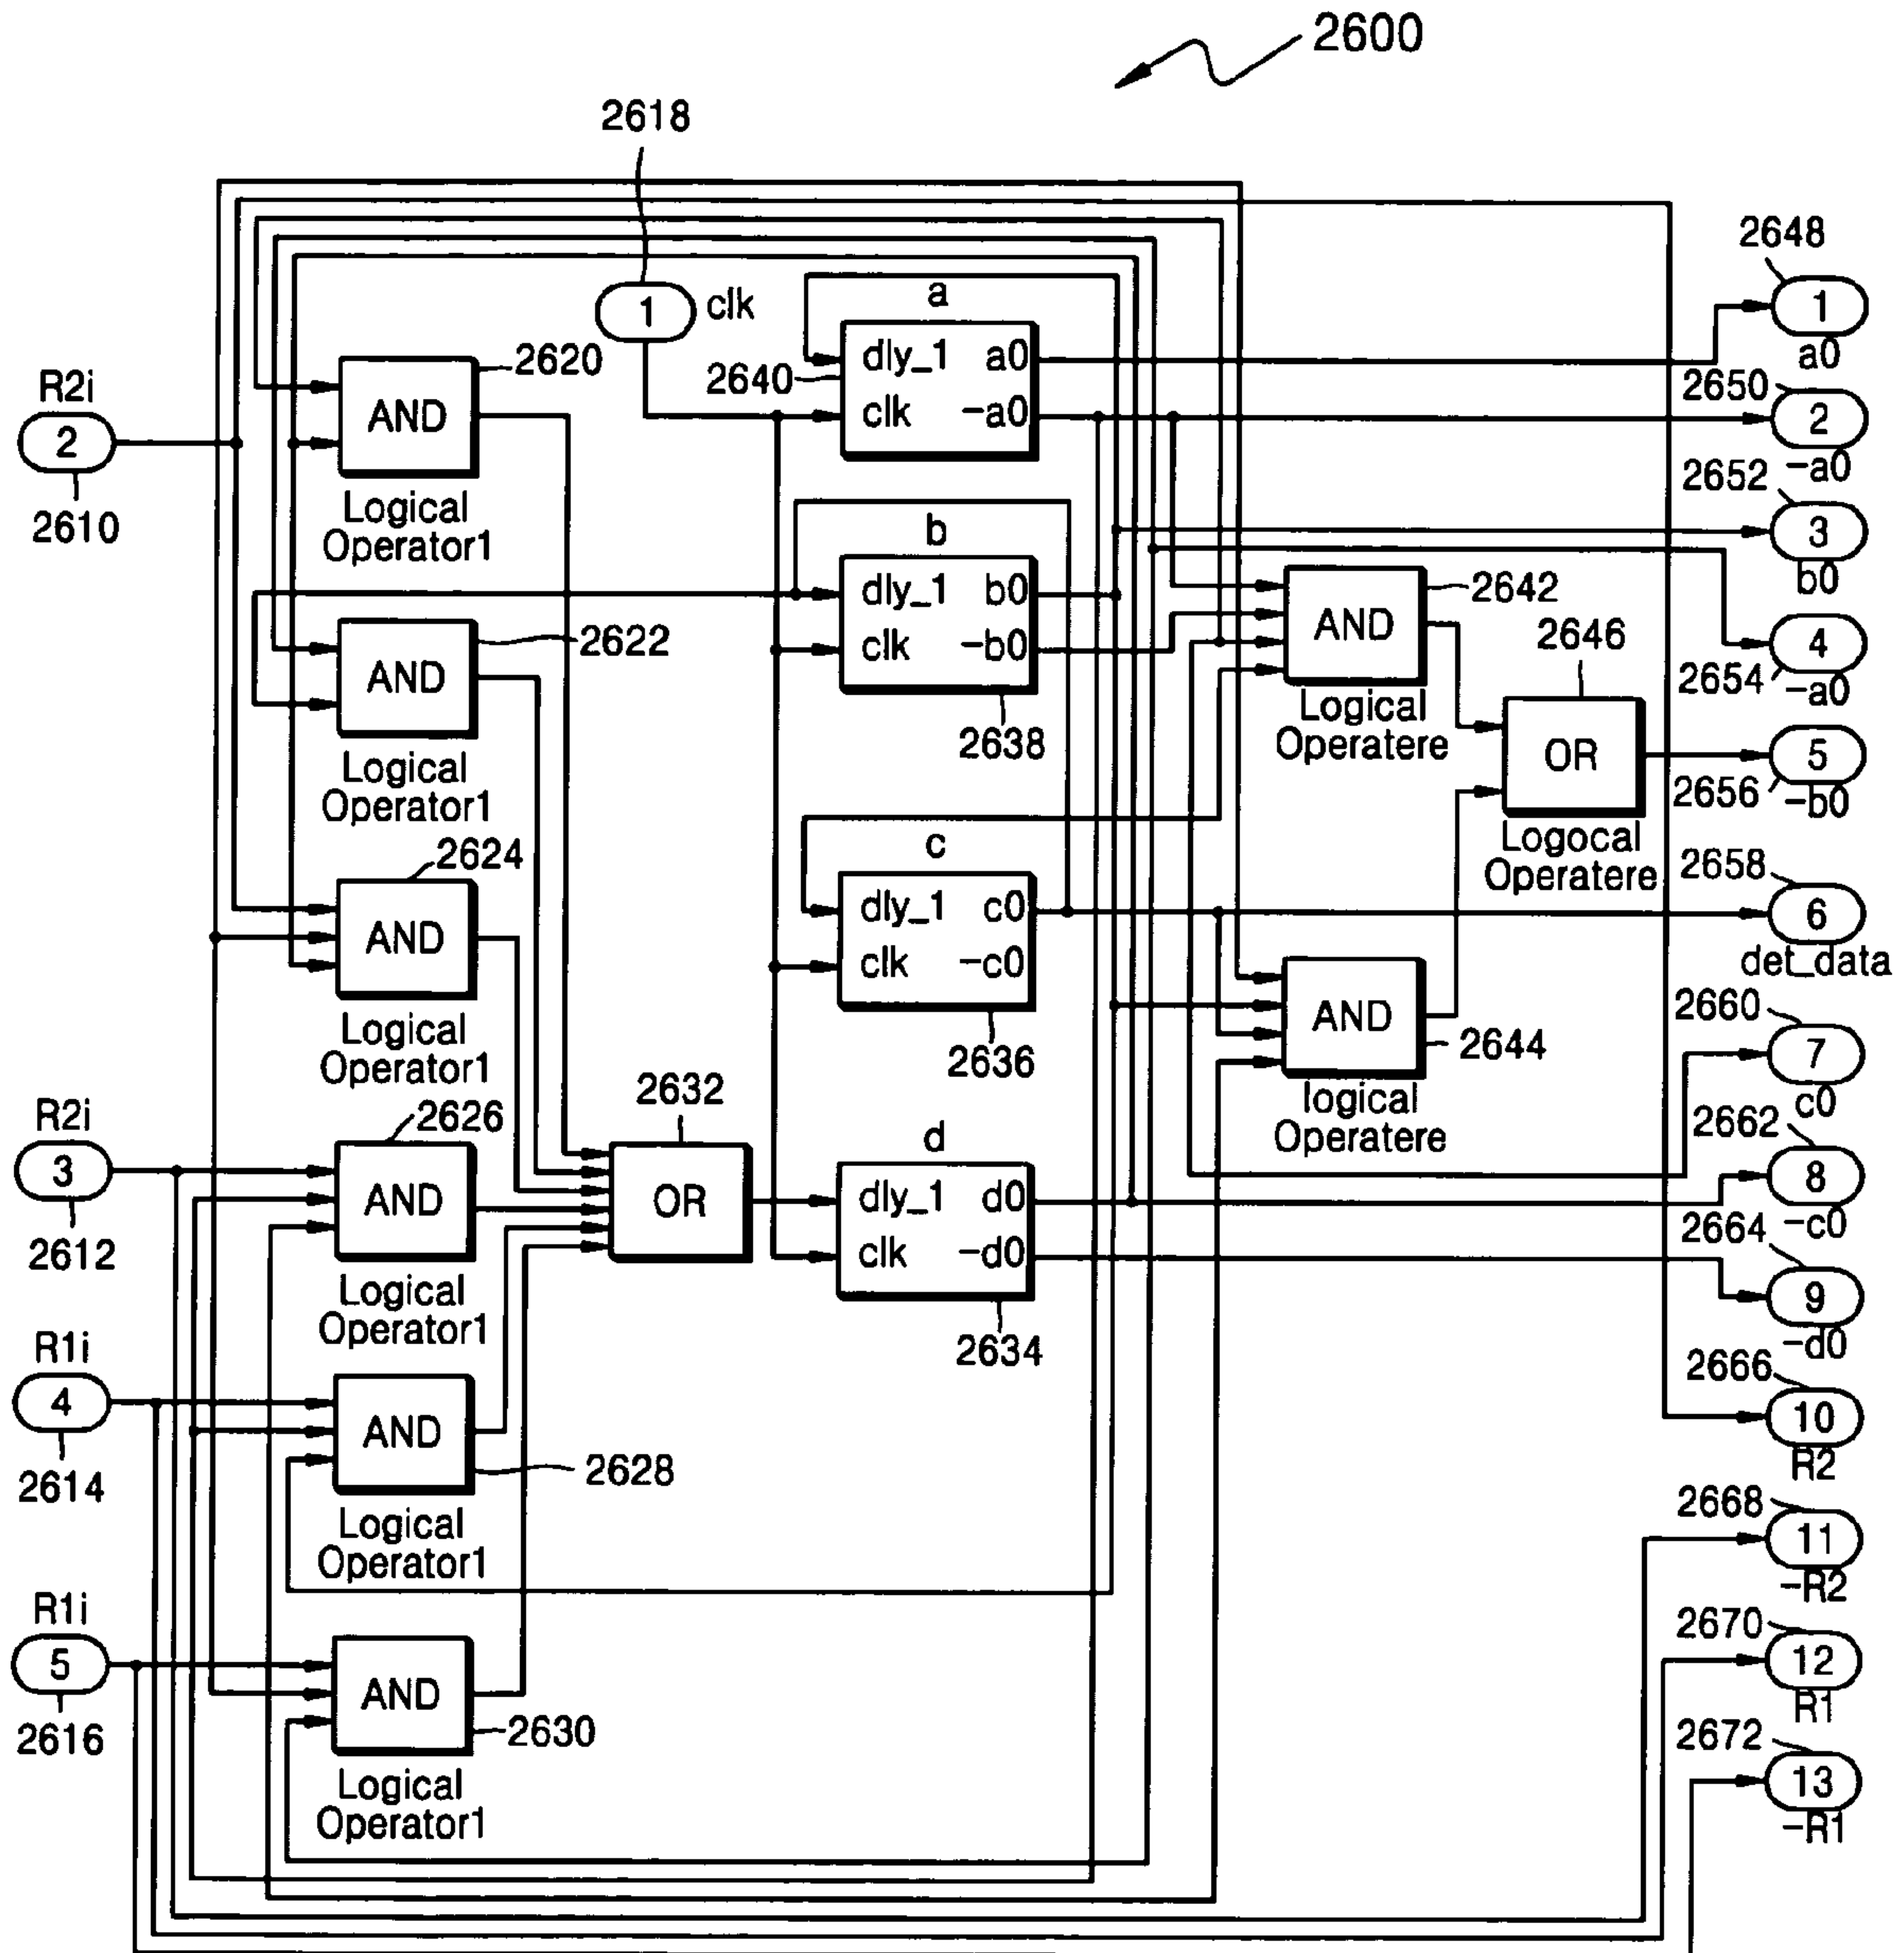 2600
2618
1
clk
2648
1
a0
a
dly_1 a0
clk -a0
2640
2620
AND
Logical
Operator1
R2i
2
2610
2650
2
-a0
2652
3
b0
b
dly_1 b0
clk -b0
2638
2622
AND
Logical
Operator1
2642
AND
Logical
Operatere
2646
OR
Logocal
Operatere
4
2654
-a0
5
2656
-b0
2624
AND
Logical
Operator1
c
dly_1 c0
clk -c0
2636
2658
6
det_data
AND
2644
logical
Operatere
2660
7
c0
R2i
3
2612
2626
AND
Logical
Operator1
2632
OR
d
dly_1 d0
clk -d0
2634
2662
8
-c0
2664
9
-d0
R1i
4
2614
AND
2628
Logical
Operator1
2666
10
R2
2668
11
-R2
R1i
5
2616
AND
2630
Logical
Operator1
2670
12
R1
2672
13
-R1